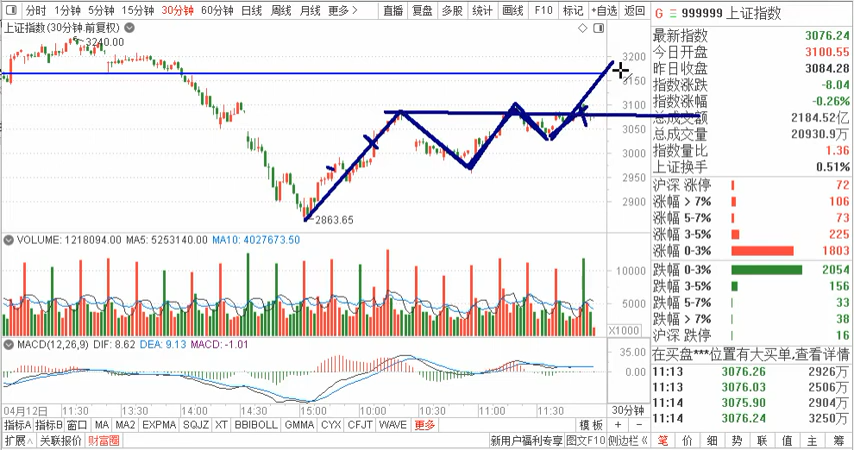 分时 1分钟 5分钟 15分钟 30分钟 60分钟 日线 周线 月线 更多 > 直播 复盘 多股 统计 画线 F10 标记 +自选 返回
上证指数(30分钟.前复权)
3240.00
3200
3150
3100
3050
3000
2950
2900
2863.65
VOLUME: 1218094.00 MA5: 5253140.00 MA10: 4027673.50
10000
5000
X1000
MACD(12,26,9) DIF: 8.62 DEA: 9.13 MACD: -1.01
35.00
0.00
04月12日 11:30 13:30 14:00 14:30 15:00 10:00 10:30 11:00 11:30 30分钟
指标A 指标B 窗口 MA MA2 EXPMA SQJZ XT BBIBOLL GMMA CYX CFJT WAVE 更多 模板 + -
扩展∧ 关联报价 财富圈 新用户福利专享 图文F10 侧边栏《
G 999999 上证指数
最新指数 3076.24
今日开盘 3100.55
昨日收盘 3084.28
指数涨跌 -8.04
指数涨幅 -0.26%
总成交额 2184.52亿
总成交量 20930.9万
指数量比 1.36
上证换手 0.51%
沪深 涨停 72
涨幅 > 7% 106
涨幅 5-7% 73
涨幅 3-5% 225
涨幅 0-3% 1803
跌幅 0-3% 2054
跌幅 3-5% 156
跌幅 5-7% 33
跌幅 > 7% 38
沪深 跌停 16
在买盘***位置有大买单,查看详情
11:13 3076.26 2926万
11:13 3076.03 2506万
11:14 3075.90 2904万
11:14 3076.24 3250万
笔 价 细 势 联 值 主 筹